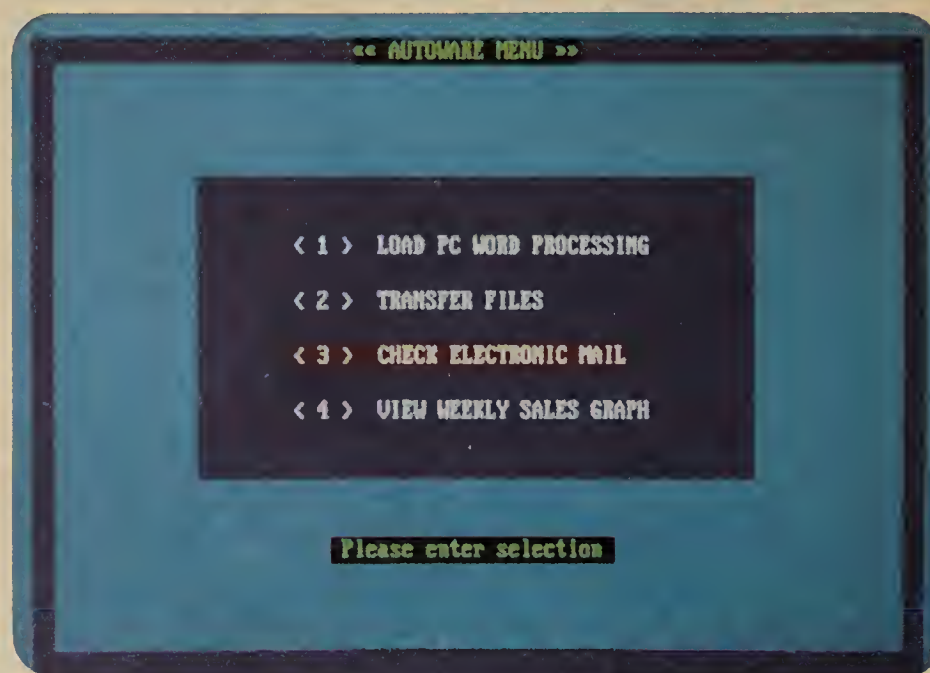 «« AUTOWARE MENU »»
< 1 > LOAD PC WORD PROCESSING
< 2 > TRANSFER FILES
< 3 > CHECK ELECTRONIC MAIL
< 4 > VIEW WEEKLY SALES GRAPH
Please enter selection